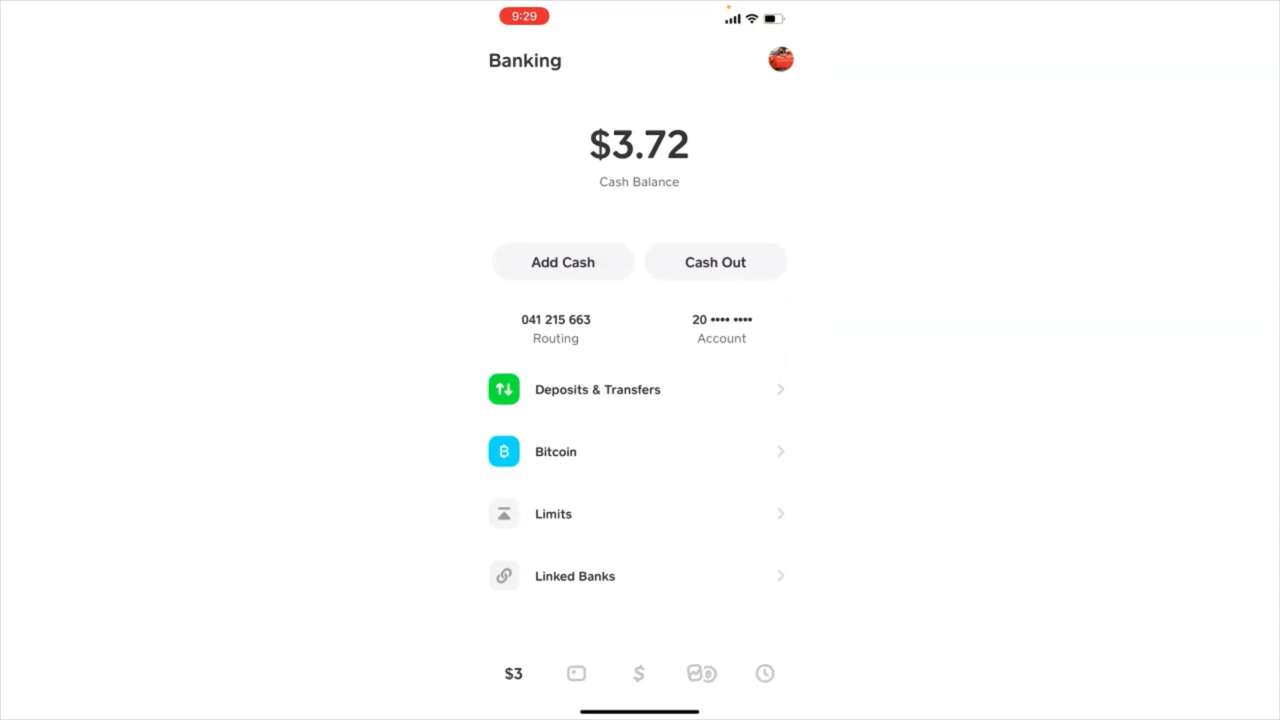 9:29
Banking
$3.72
Cash Balance
Add Cash
Cash Out
041 215 663
20 •••• ••••
Routing
Account
Deposits & Transfers
Bitcoin
Limits
Linked Banks
$3